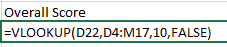 Overall Score
=VLOOKUP(D22,D4:M17,10,FALSE)